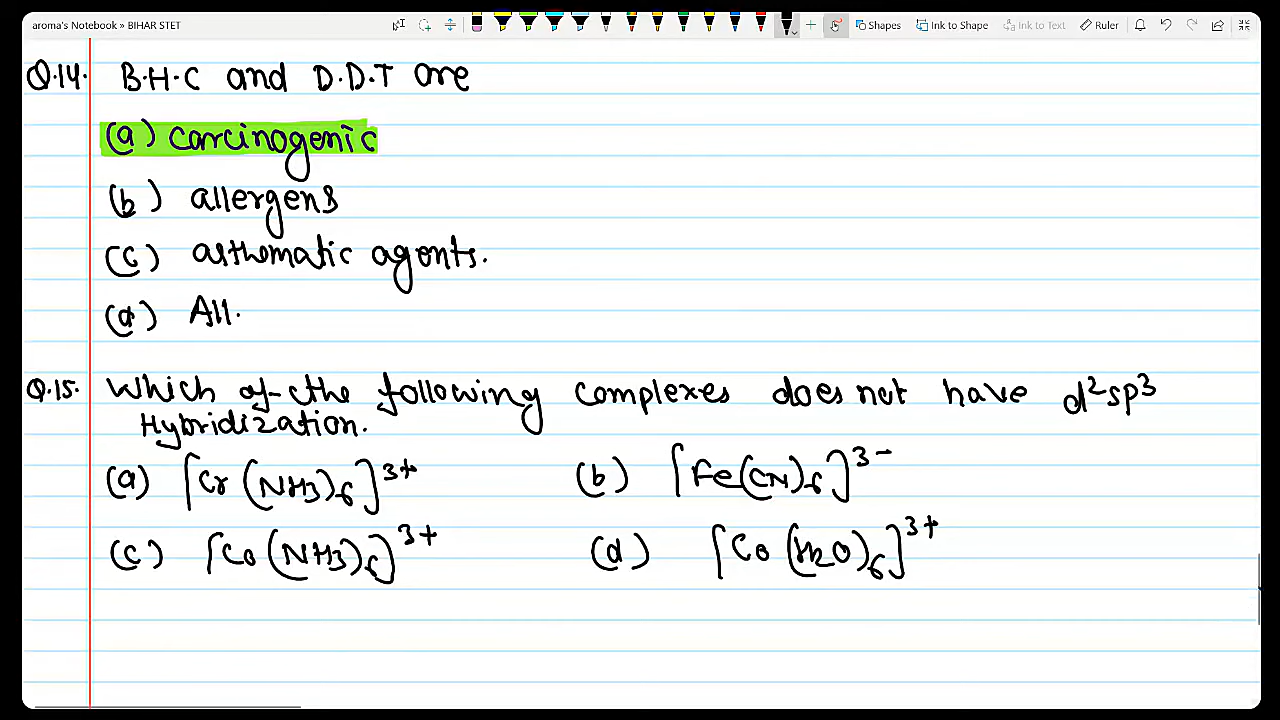 aroma's Notebook » BIHAR STET
Shapes
Ink to Shape
Ink to Text
Ruler
Q.14. B.H.C and D.D.T are
(a) carcinogenic
(b) allergens
(c) asthematic agents.
(d) All.
Q.15. Which of the following complexes does not have d²sp³
Hybridization.
(a) [Cr(NH3)6]³⁺ (b) [Fe(CN)6]³⁻
(c) [Co(NH3)6]³⁺ (d) [Co(H2O)6]³⁺